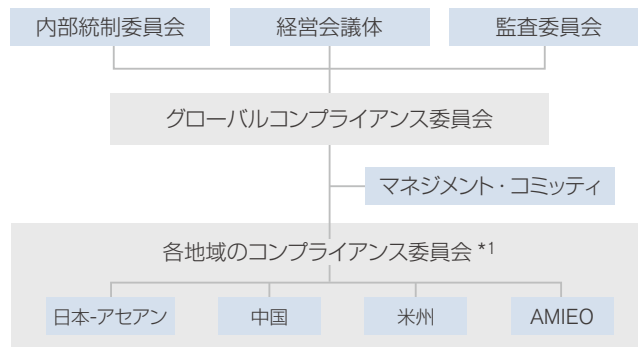 内部統制委員会
経営会議体
監査委員会
グローバルコンプライアンス委員会
マネジメント・コミッティ
各地域のコンプライアンス委員会 *1
日本-アセアン
中国
米州
AMIEO